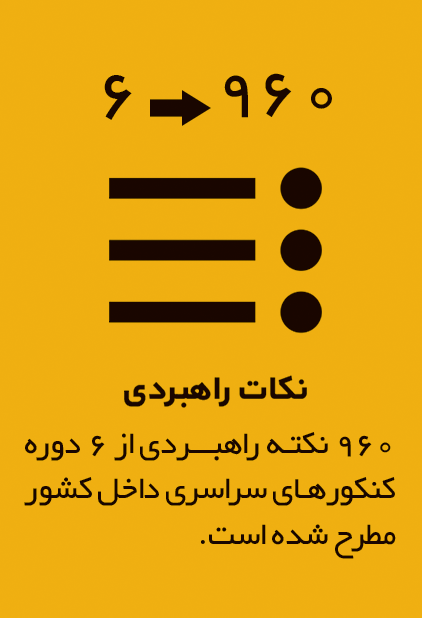 ۶ → ۹۶۰
نکات راهبردی
۹۶۰ نکته راهبردی از ۶ دوره
کنکورهای سراسری داخل کشور
مطرح شده است.